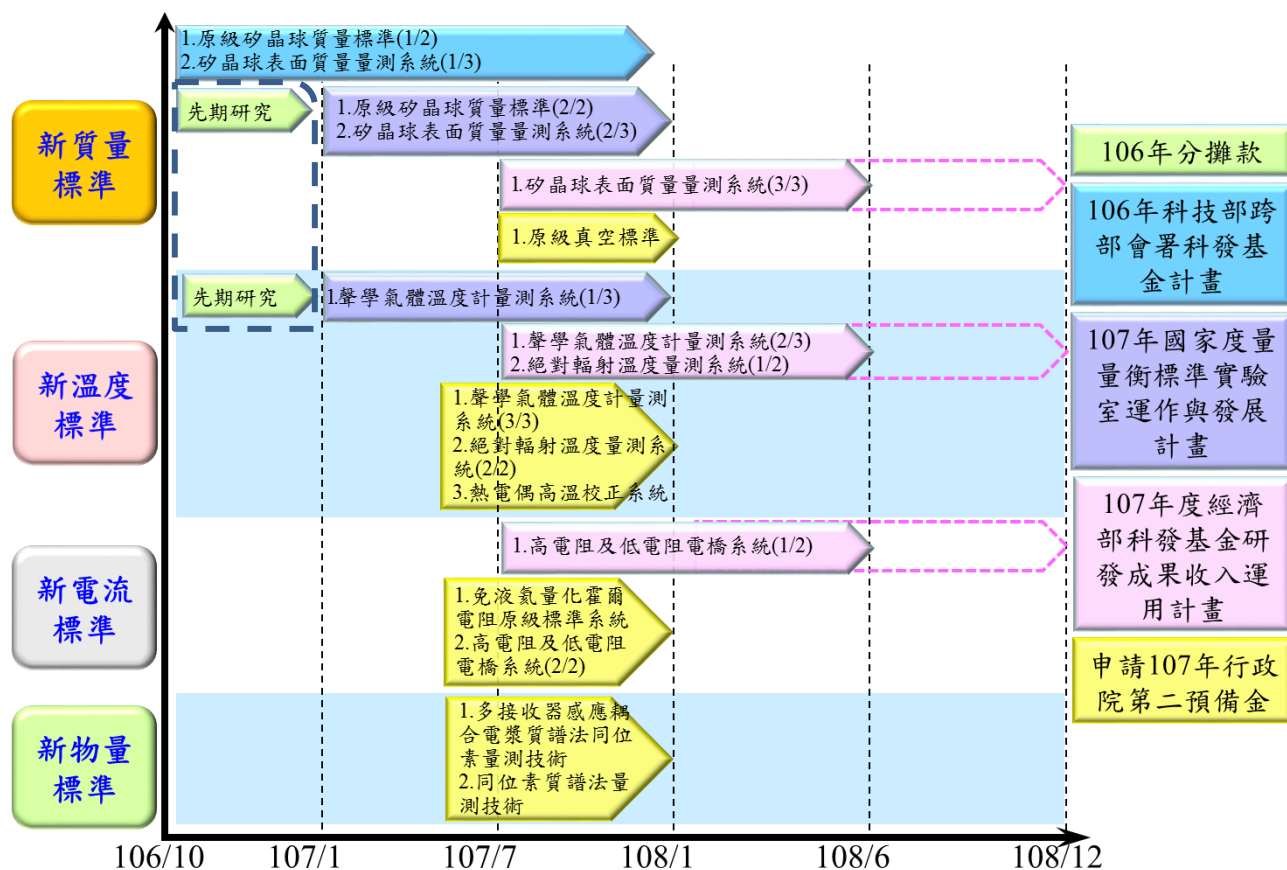 1.原級矽晶球質量標準(1/2)
2.矽晶球表面質量量測系統(1/3)
新質量
標準
先期研究
1.原級矽晶球質量標準(2/2)
2.矽晶球表面質量量測系統(2/3)
1.矽晶球表面質量量測系統(3/3)
1.原級真空標準
新溫度
標準
先期研究
1.聲學氣體溫度計量測系統(1/3)
1.聲學氣體溫度計量測系統(2/3)
2.絕對輻射溫度量測系統(1/2)
1.聲學氣體溫度計量測
系統(3/3)
2.絕對輻射溫度量測系
統(2/2)
3.熱電偶高溫校正系統
新電流
標準
1.高電阻及低電阻電橋系統(1/2)
1.免液氦量化霍爾
電阻原級標準系統
2.高電阻及低電阻
電橋系統(2/2)
新物量
標準
1.多接收器感應耦
合電漿質譜法同位
素量測技術
2.同位素質譜法量
測技術
106年分攤款
106年科技部跨
部會署科發基
金計畫
107年國家度量
量衡標準實驗
室運作與發展
計畫
107年度經濟
部科發基金研
發成果收入運
用計畫
申請107年行政
院第二預備金
106/10
107/1
107/7
108/1
108/6
108/12